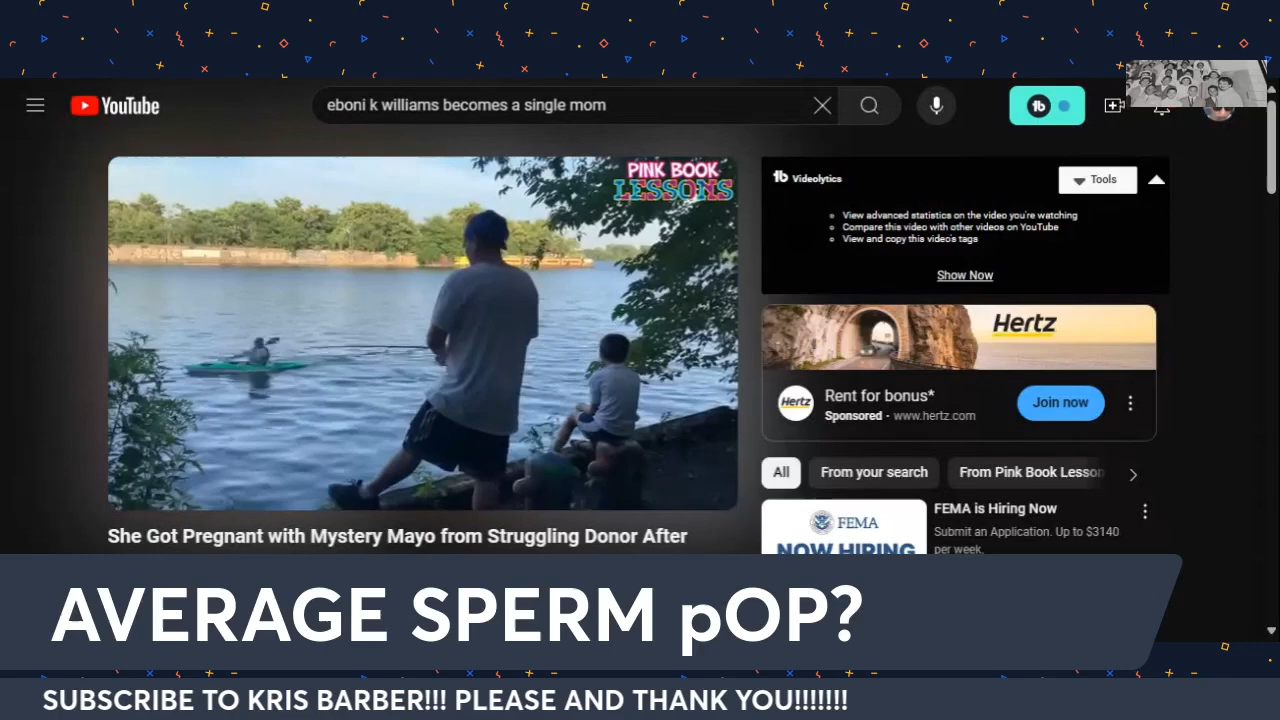 YouTube
eboni k williams becomes a single mom
PINK BOOK
LESSONS
Videolytics
Tools
View advanced statistics on the video you're watching
Compare this video with other videos on YouTube
View and copy this video's tags
Show Now
Hertz
Hertz
Rent for bonus*
Sponsored · www.hertz.com
Join now
All
From your search
From Pink Book Lesson
FEMA
NOW HIRING
FEMA is Hiring Now
Submit an Application. Up to $3140
per week.
She Got Pregnant with Mystery Mayo from Struggling Donor After
AVERAGE SPERM pOP?
SUBSCRIBE TO KRIS BARBER!!! PLEASE AND THANK YOU!!!!!!!